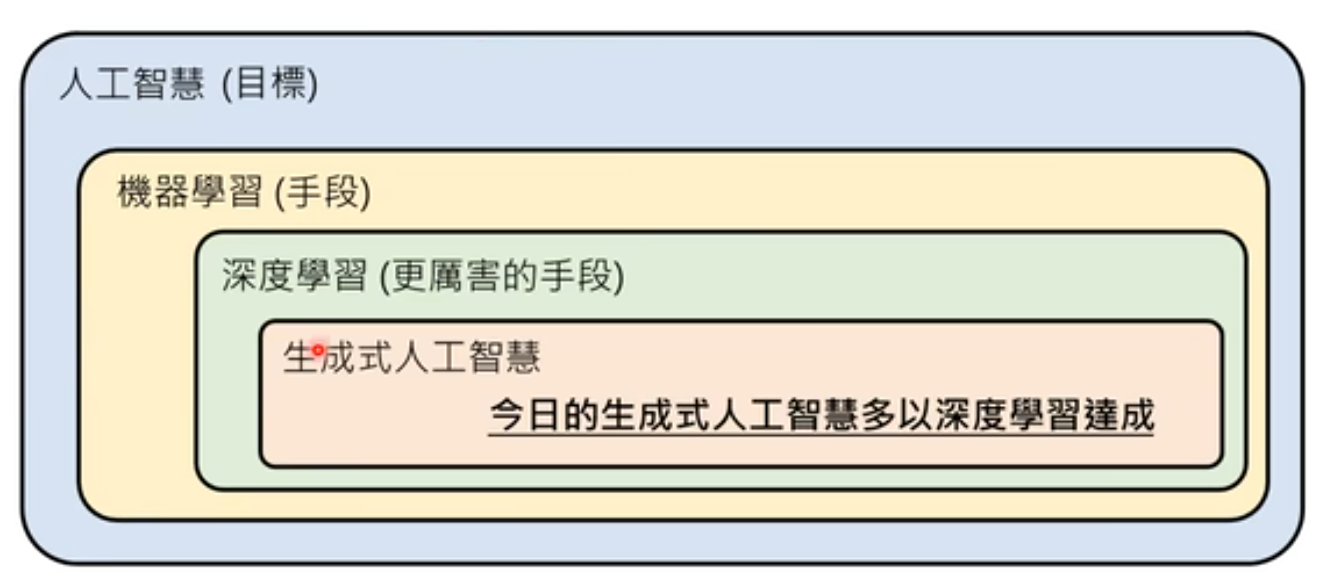 人工智慧 (目標)
機器學習 (手段)
深度學習 (更厲害的手段)
生成式人工智慧
今日的生成式人工智慧多以深度學習達成